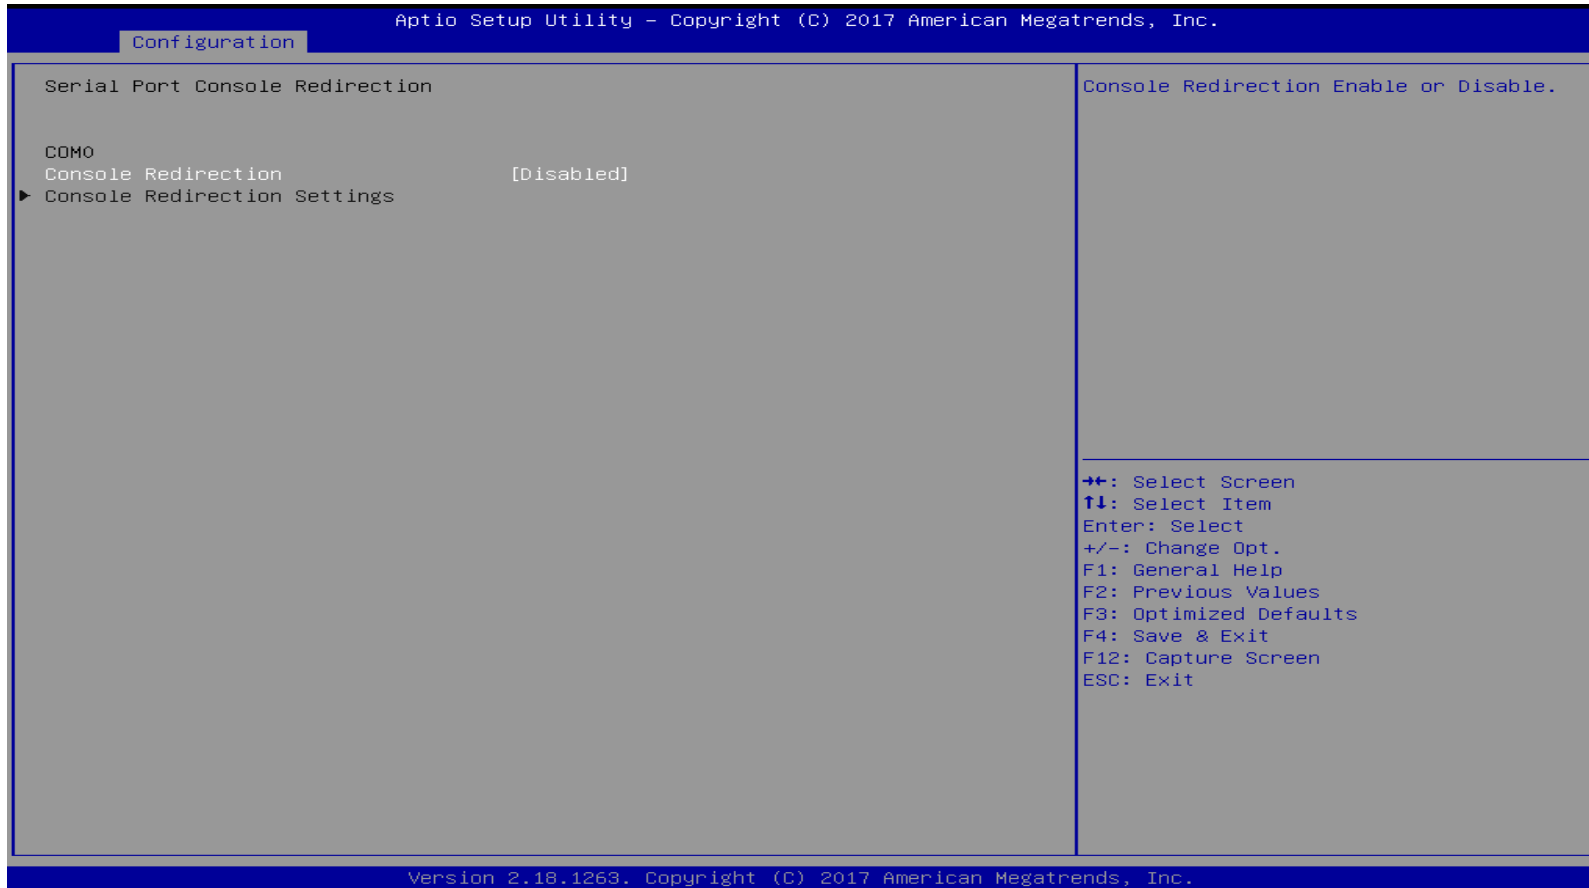 Aptio Setup Utility – Copyright (C) 2017 American Megatrends, Inc.
Configuration
Serial Port Console Redirection
COM0
Console Redirection [Disabled]
► Console Redirection Settings
Console Redirection Enable or Disable.
→←: Select Screen
↑↓: Select Item
Enter: Select
+/-: Change Opt.
F1: General Help
F2: Previous Values
F3: Optimized Defaults
F4: Save & Exit
F12: Capture Screen
ESC: Exit
Version 2.18.1263. Copyright (C) 2017 American Megatrends, Inc.